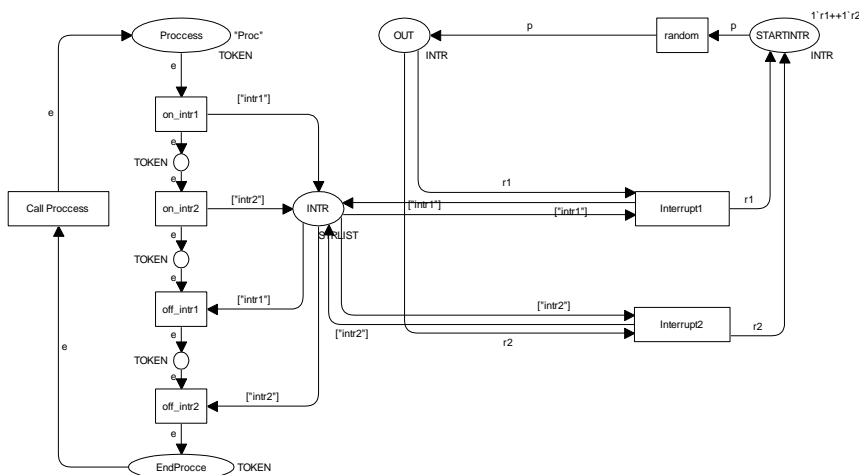 1`r1++1`r2
Proccess
"Proc"
TOKEN
e
["intr1"]
on_intr1
e
TOKEN
e
e
Call Proccess
on_intr2
["intr2"]
INTR
STRLIST
e
TOKEN
e
off_intr1
["intr1"]
e
e
TOKEN
e
off_intr2
["intr2"]
e
EndProcce
TOKEN
OUT
INTR
p
random
p
STARTINTR
INTR
r1
["intr1"]
["intr1"]
Interrupt1
r1
["intr2"]
["intr2"]
Interrupt2
r2
r2